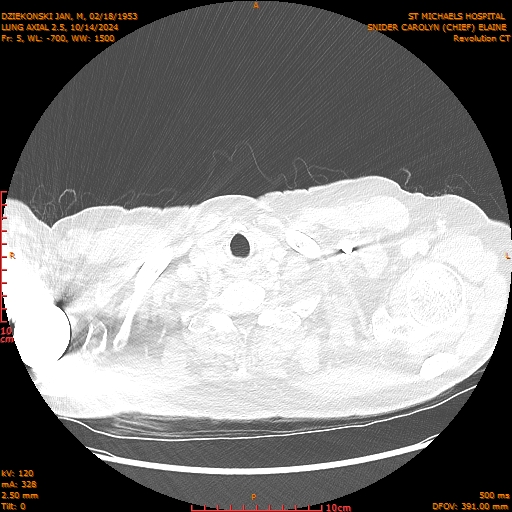 A
DZIEKONSKI JAN, M, 02/18/1953
LUNG AXIAL 2.5, 10/14/2024
Fr: 5, WL: -700, WW: 1500
ST MICHAELS HOSPITAL
SNIDER CAROLYN (CHIEF) ELAINE
Revolution CT
R
L
10
cm
kV: 120
mA: 328
2.50 mm
Tilt: 0
P
10cm
500 ms
DFOV: 391.00 mm